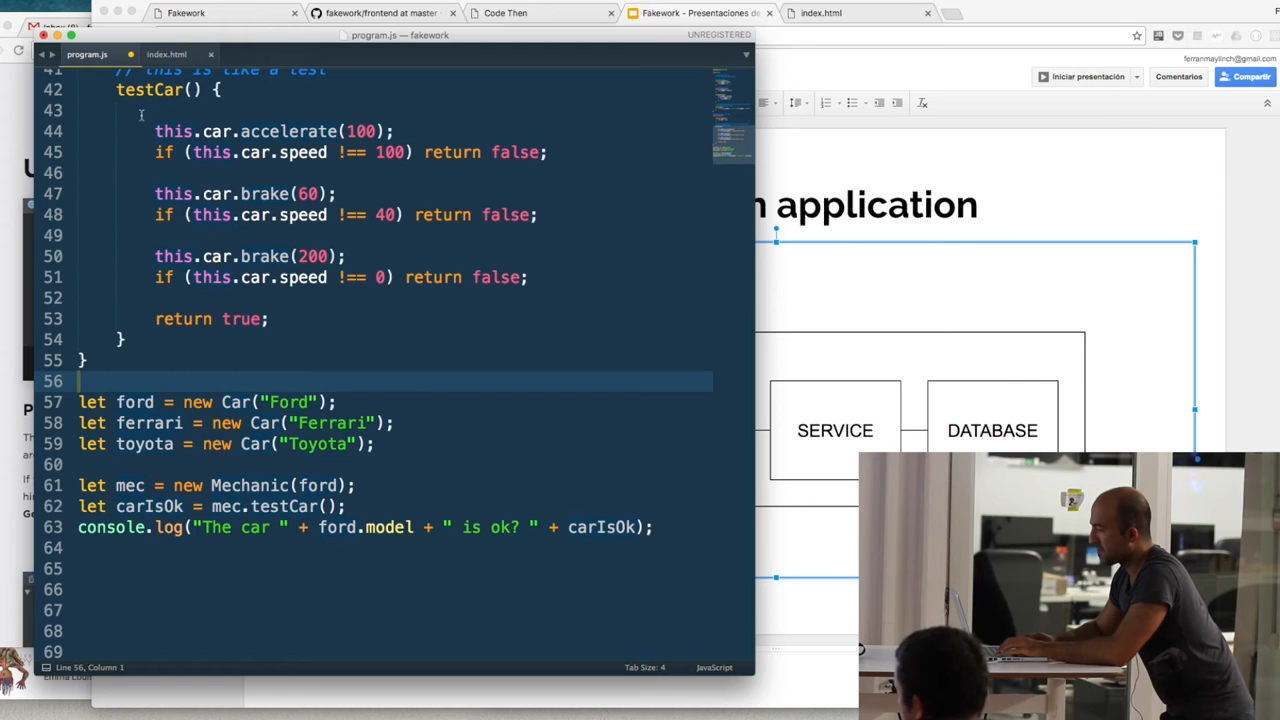 Fakework
fakework/frontend at master
Code Then
Fakework - Presentaciones de
index.html
program.js — fakework
UNREGISTERED
program.js
index.html
ferranmaylinch@gmail.com
Iniciar presentación
Comentarios
Compartir
41 // this is like a test
42 testCar() {
43
44 this.car.accelerate(100);
45 if (this.car.speed !== 100) return false;
46
47 this.car.brake(60);
48 if (this.car.speed !== 40) return false;
49
50 this.car.brake(200);
51 if (this.car.speed !== 0) return false;
52
53 return true;
54 }
55 }
56
57 let ford = new Car("Ford");
58 let ferrari = new Car("Ferrari");
59 let toyota = new Car("Toyota");
60
61 let mec = new Mechanic(ford);
62 let carIsOk = mec.testCar();
63 console.log("The car " + ford.model + " is ok? " + carIsOk);
64
65
66
67
68
69
application
SERVICE
DATABASE
Line 56, Column 1
Tab Size: 4
JavaScript